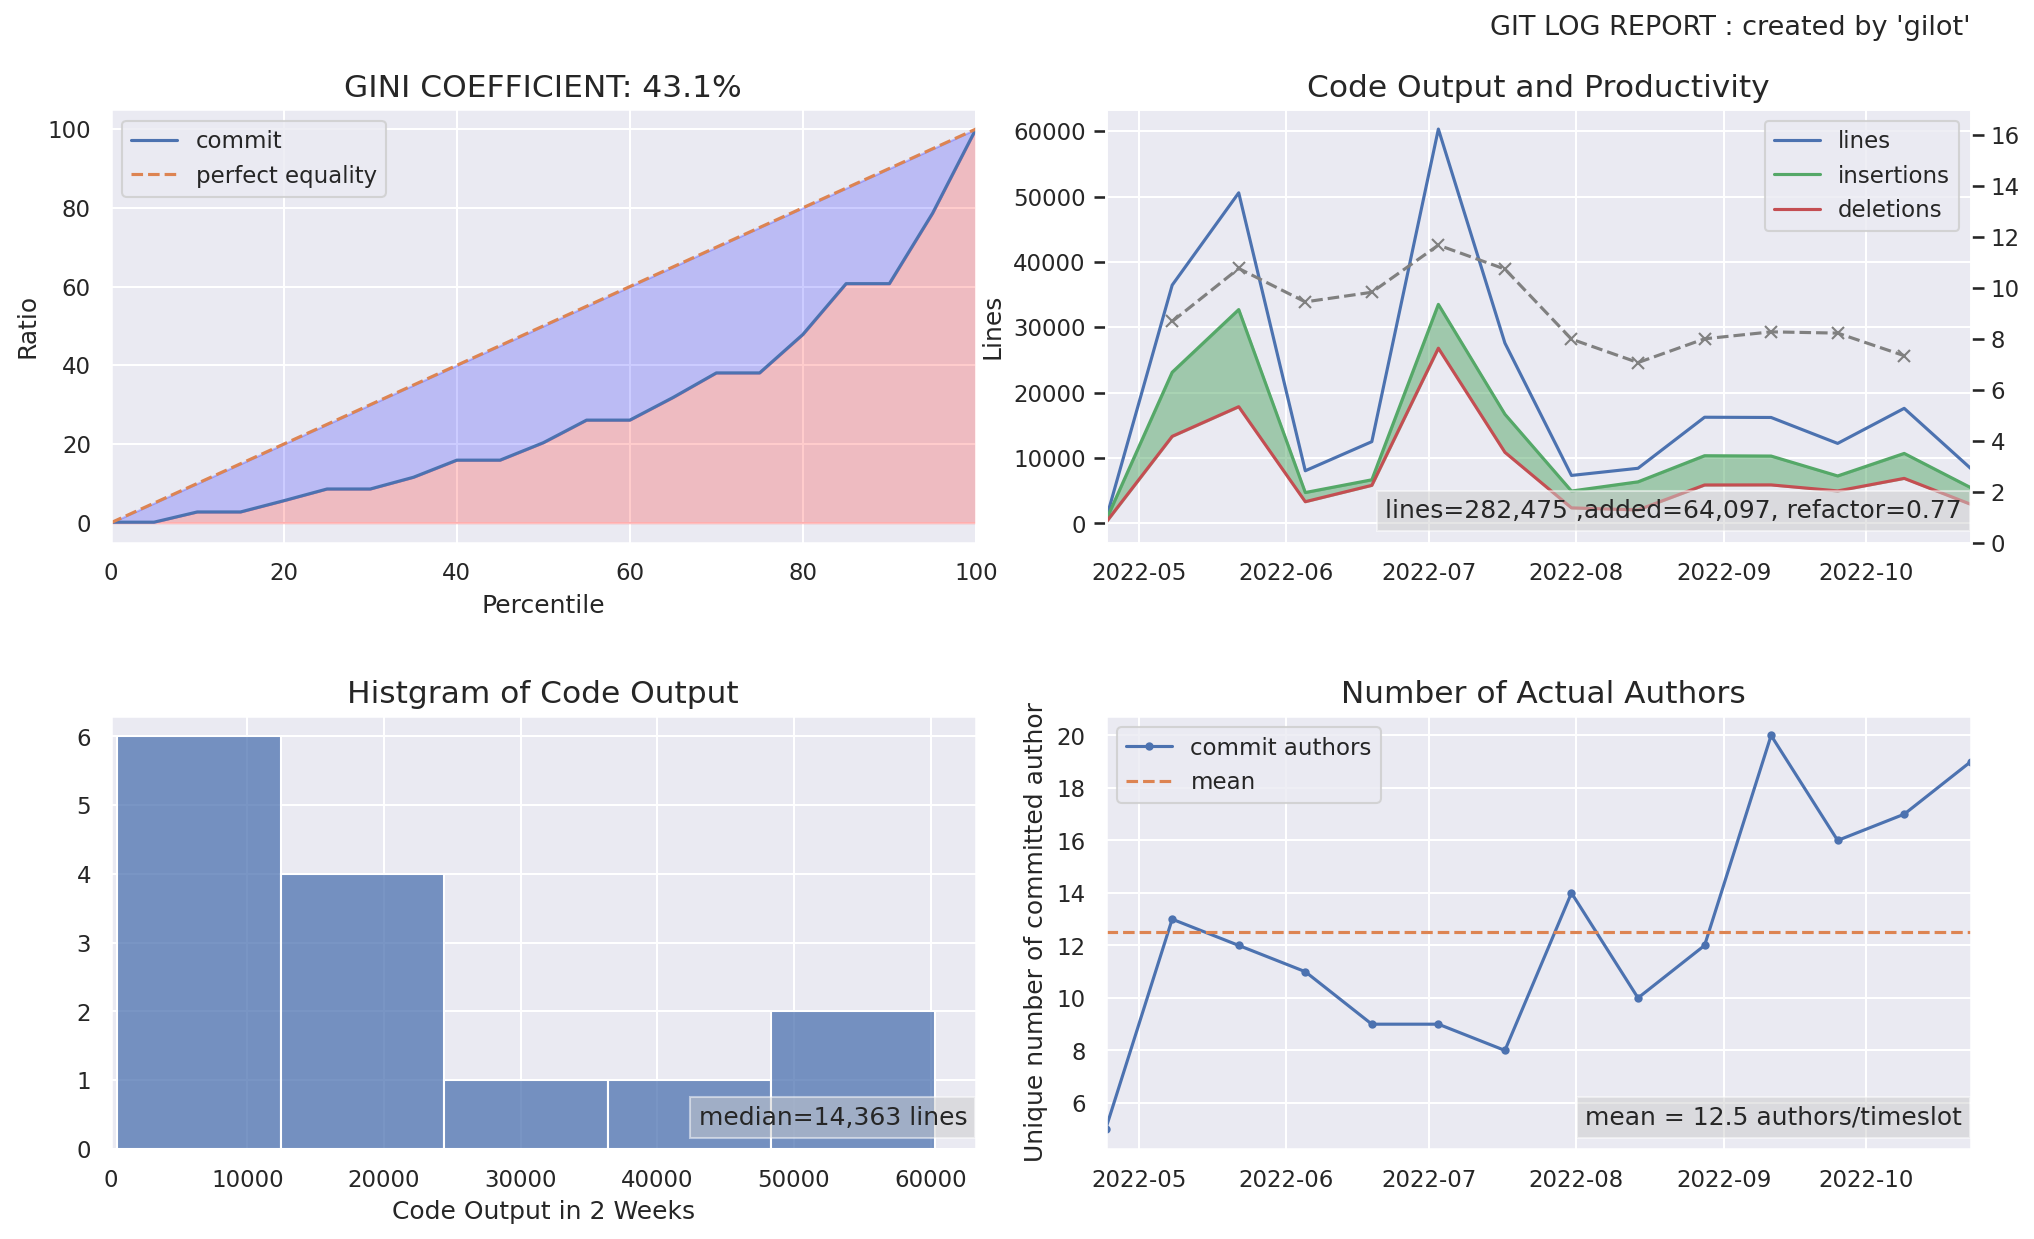 GIT LOG REPORT : created by 'gilot'
GINI COEFFICIENT: 43.1%
Ratio
100
80
60
40
20
0
commit
perfect equality
0 20 40 60 80 100
Percentile
Code Output and Productivity
Lines
60000
50000
40000
30000
20000
10000
0
lines
insertions
deletions
16
14
12
10
8
6
4
2
0
lines=282,475 ,added=64,097, refactor=0.77
2022-05 2022-06 2022-07 2022-08 2022-09 2022-10
Histgram of Code Output
6
5
4
3
2
1
0
median=14,363 lines
0 10000 20000 30000 40000 50000 60000
Code Output in 2 Weeks
Number of Actual Authors
Unique number of committed author
20
18
16
14
12
10
8
6
commit authors
mean
mean = 12.5 authors/timeslot
2022-05 2022-06 2022-07 2022-08 2022-09 2022-10